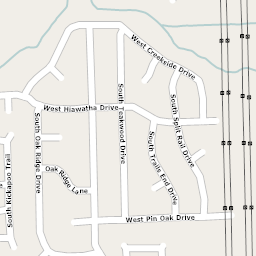 West Creekside Drive
West Hiawatha Drive
South Teakwood Drive
South Split Rail Drive
South Oak Ridge Drive
South Trails End Drive
Oak Ridge Lane
South Kickapoo Trail
West Pin Oak Drive